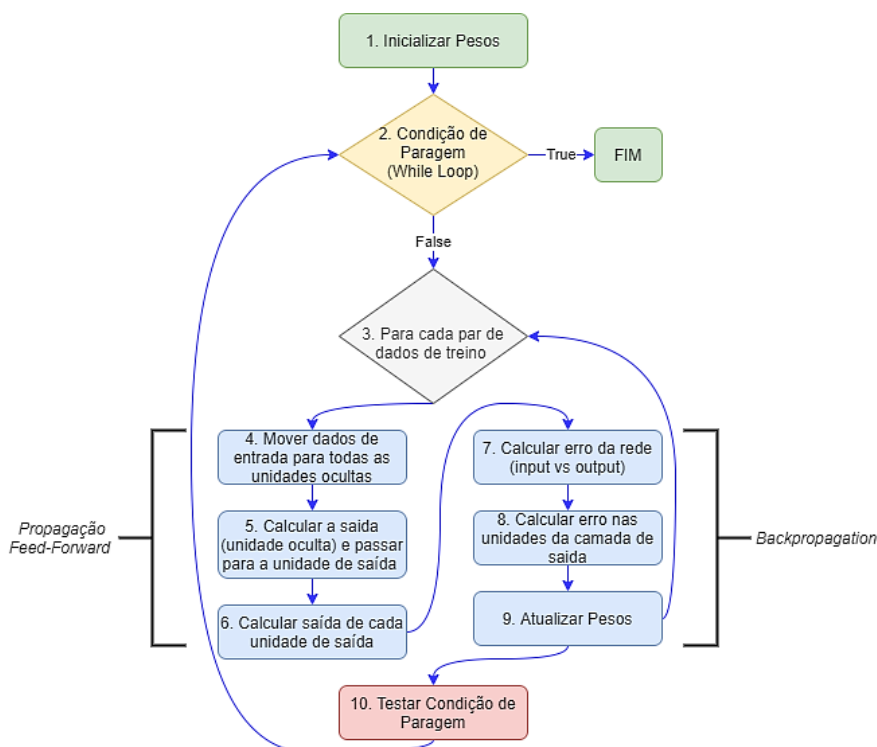 1. Inicializar Pesos
2. Condição de
Paragem
(While Loop)
True
FIM
False
3. Para cada par de
dados de treino
4. Mover dados de
entrada para todas as
unidades ocultas
5. Calcular a saida
(unidade oculta) e passar
para a unidade de saída
6. Calcular saída de cada
unidade de saída
Propagação
Feed-Forward
7. Calcular erro da rede
(input vs output)
8. Calcular erro nas
unidades da camada de
saida
9. Atualizar Pesos
Backpropagation
10. Testar Condição de
Paragem